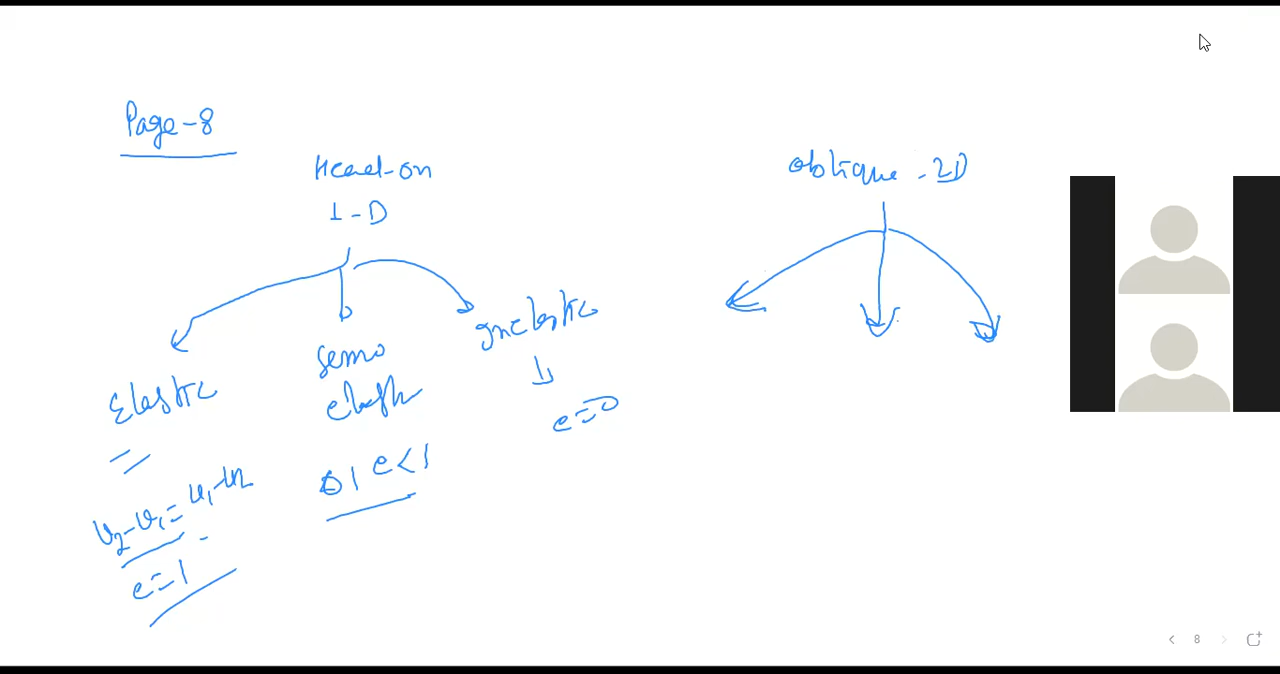 Page-8
Head-on
1-D
Elastic
v₂-v₁=u₁-u₂
e=1
Semi
elastic
e<1
Inelastic
e=0
oblique-2D
8